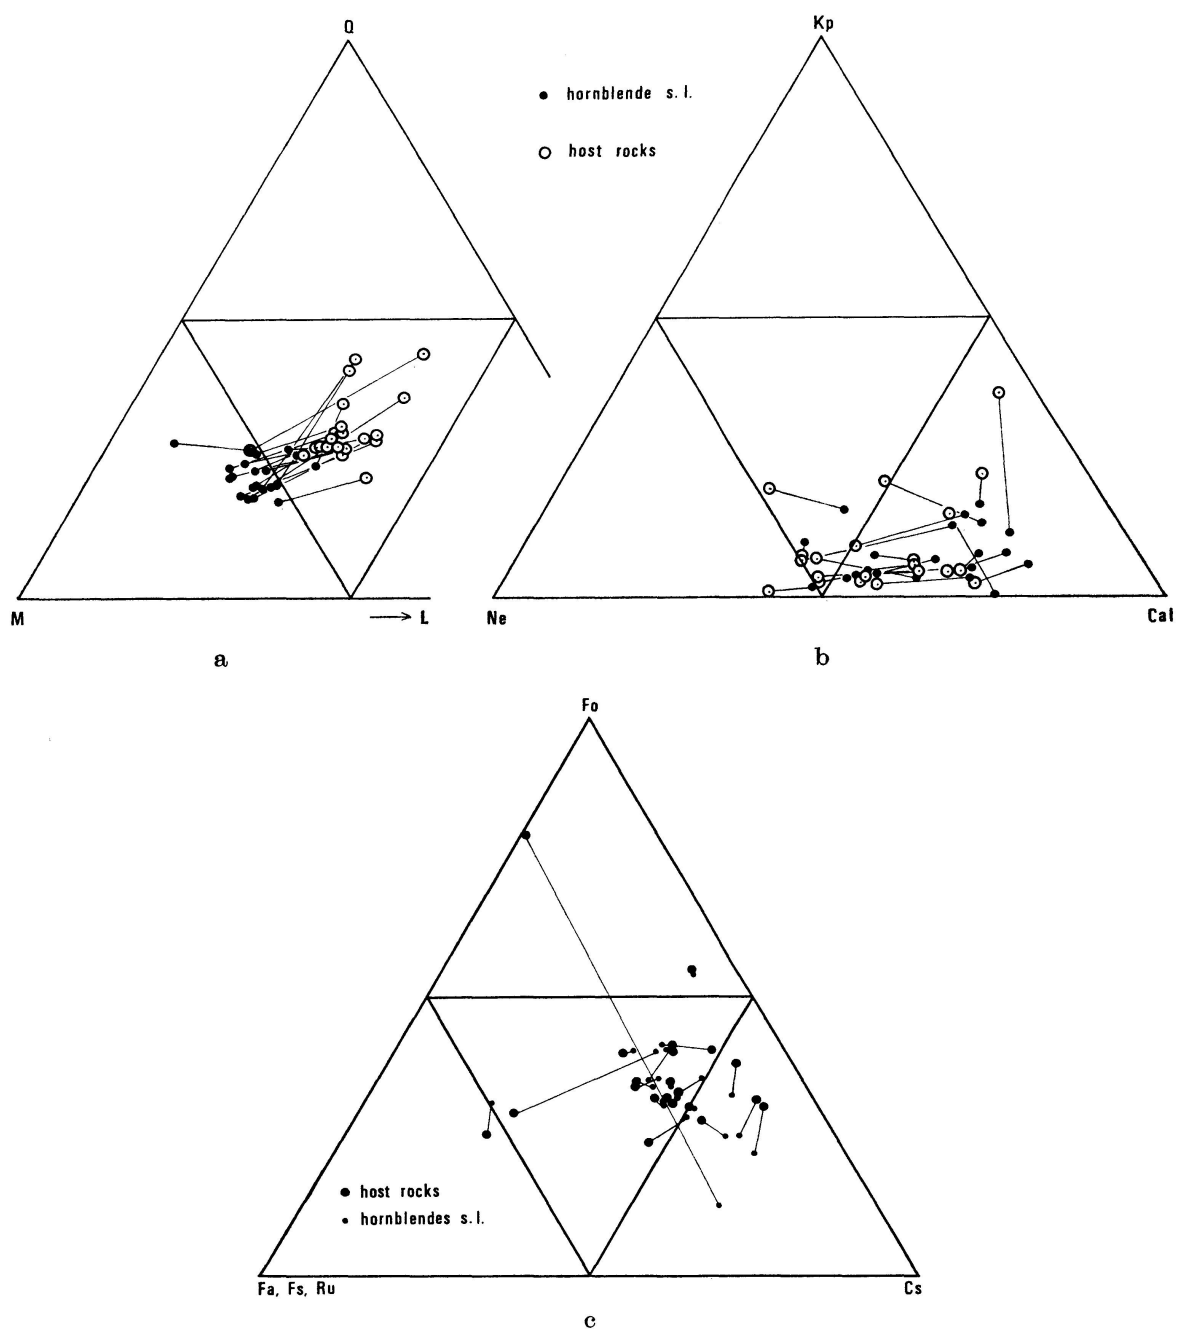 Q
Kp
hornblende s.l.
host rocks
M
L
Ne
Cal
a
b
Fo
host rocks
hornblendes s.l.
Fa, Fs, Ru
Cs
c